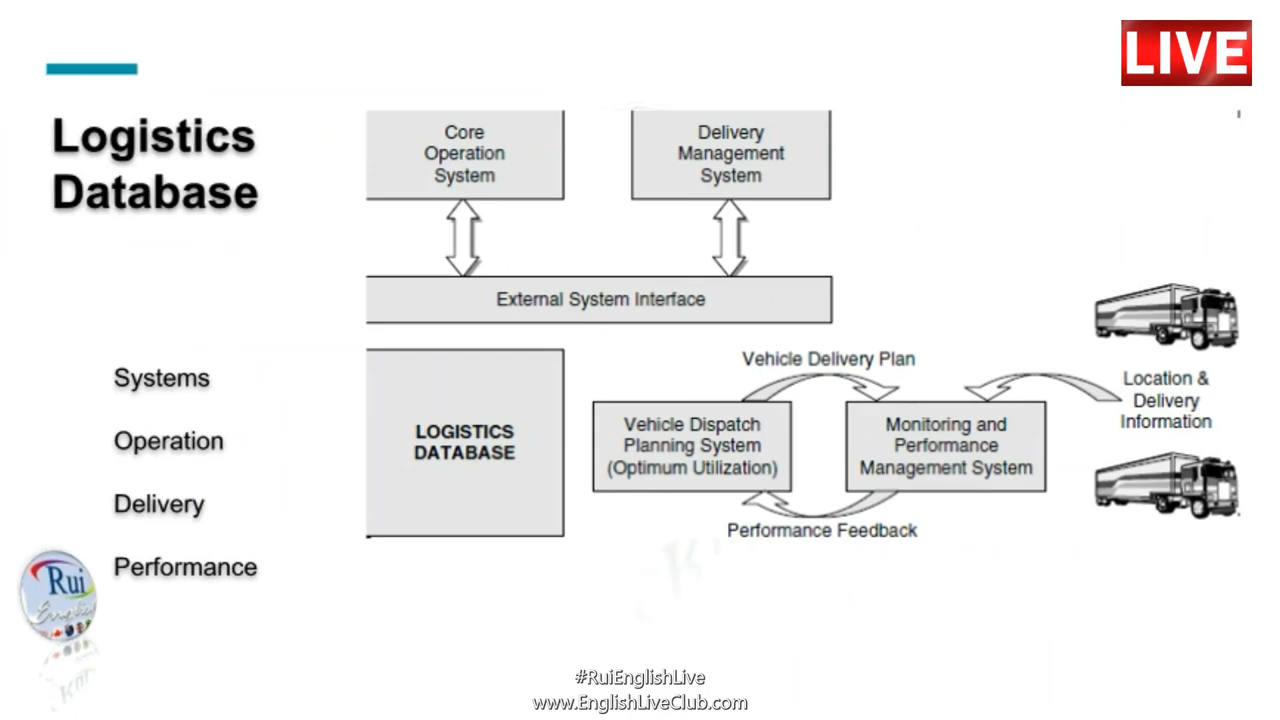 LIVE
Logistics
Database
Core
Operation
System
Delivery
Management
System
External System Interface
Systems
Operation
Delivery
Performance
LOGISTICS
DATABASE
Vehicle Delivery Plan
Vehicle Dispatch
Planning System
(Optimum Utilization)
Monitoring and
Performance
Management System
Performance Feedback
Location &
Delivery
Information
Rui
English
#RuiEnglishLive
www.EnglishLiveClub.com